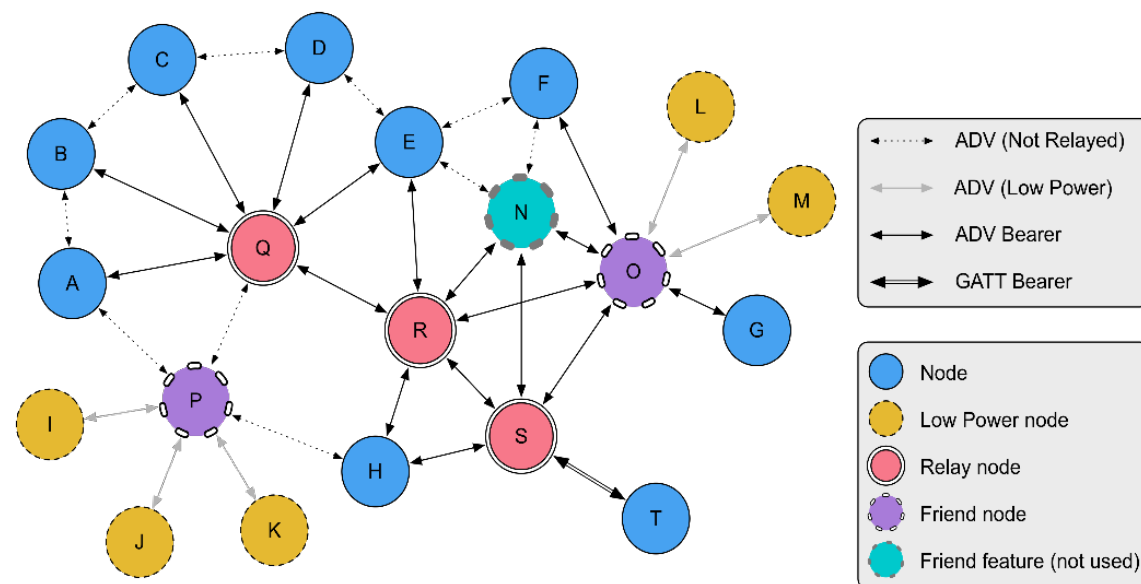 C
D
F
L
B
E
M
N
Q
O
A
R
G
P
I
S
H
T
K
J
ADV (Not Relayed)
ADV (Low Power)
ADV Bearer
GATT Bearer
Node
Low Power node
Relay node
Friend node
Friend feature (not used)